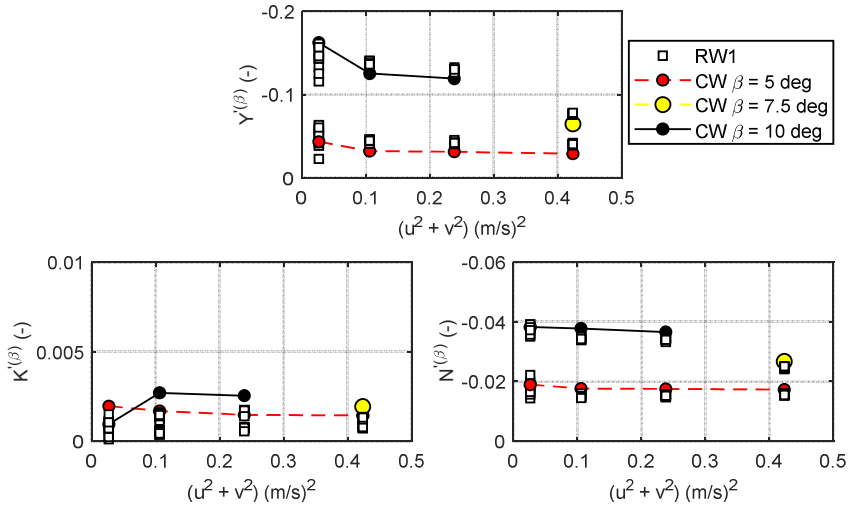 -0.2
-0.1
0
Y'(β) (-)
0 0.1 0.2 0.3 0.4 0.5
(u² + v²) (m/s)²
RW1
CW β = 5 deg
CW β = 7.5 deg
CW β = 10 deg
0.01
0.005
0
K'(β) (-)
0 0.1 0.2 0.3 0.4 0.5
(u² + v²) (m/s)²
-0.06
-0.04
-0.02
0
N'(β) (-)
0 0.1 0.2 0.3 0.4 0.5
(u² + v²) (m/s)²